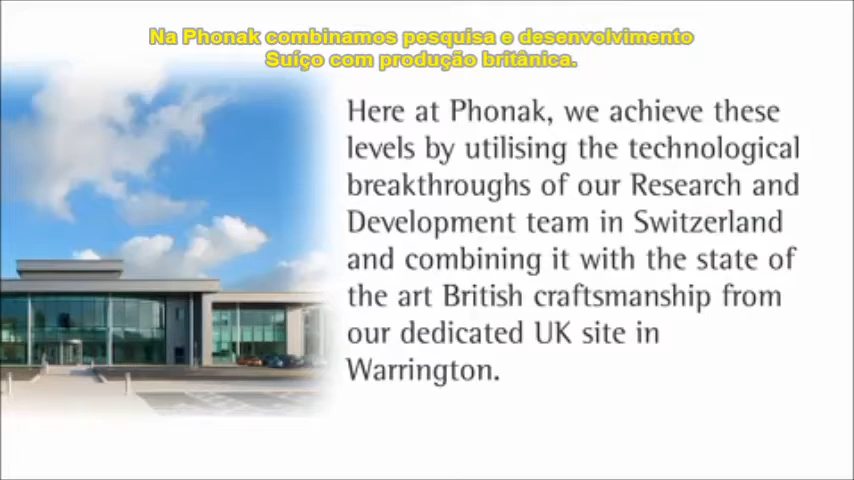 Na Phonak combinamos pesquisa e desenvolvimento
Suíço com produção britânica.
Here at Phonak, we achieve these
levels by utilising the technological
breakthroughs of our Research and
Development team in Switzerland
and combining it with the state of
the art British craftsmanship from
our dedicated UK site in
Warrington.